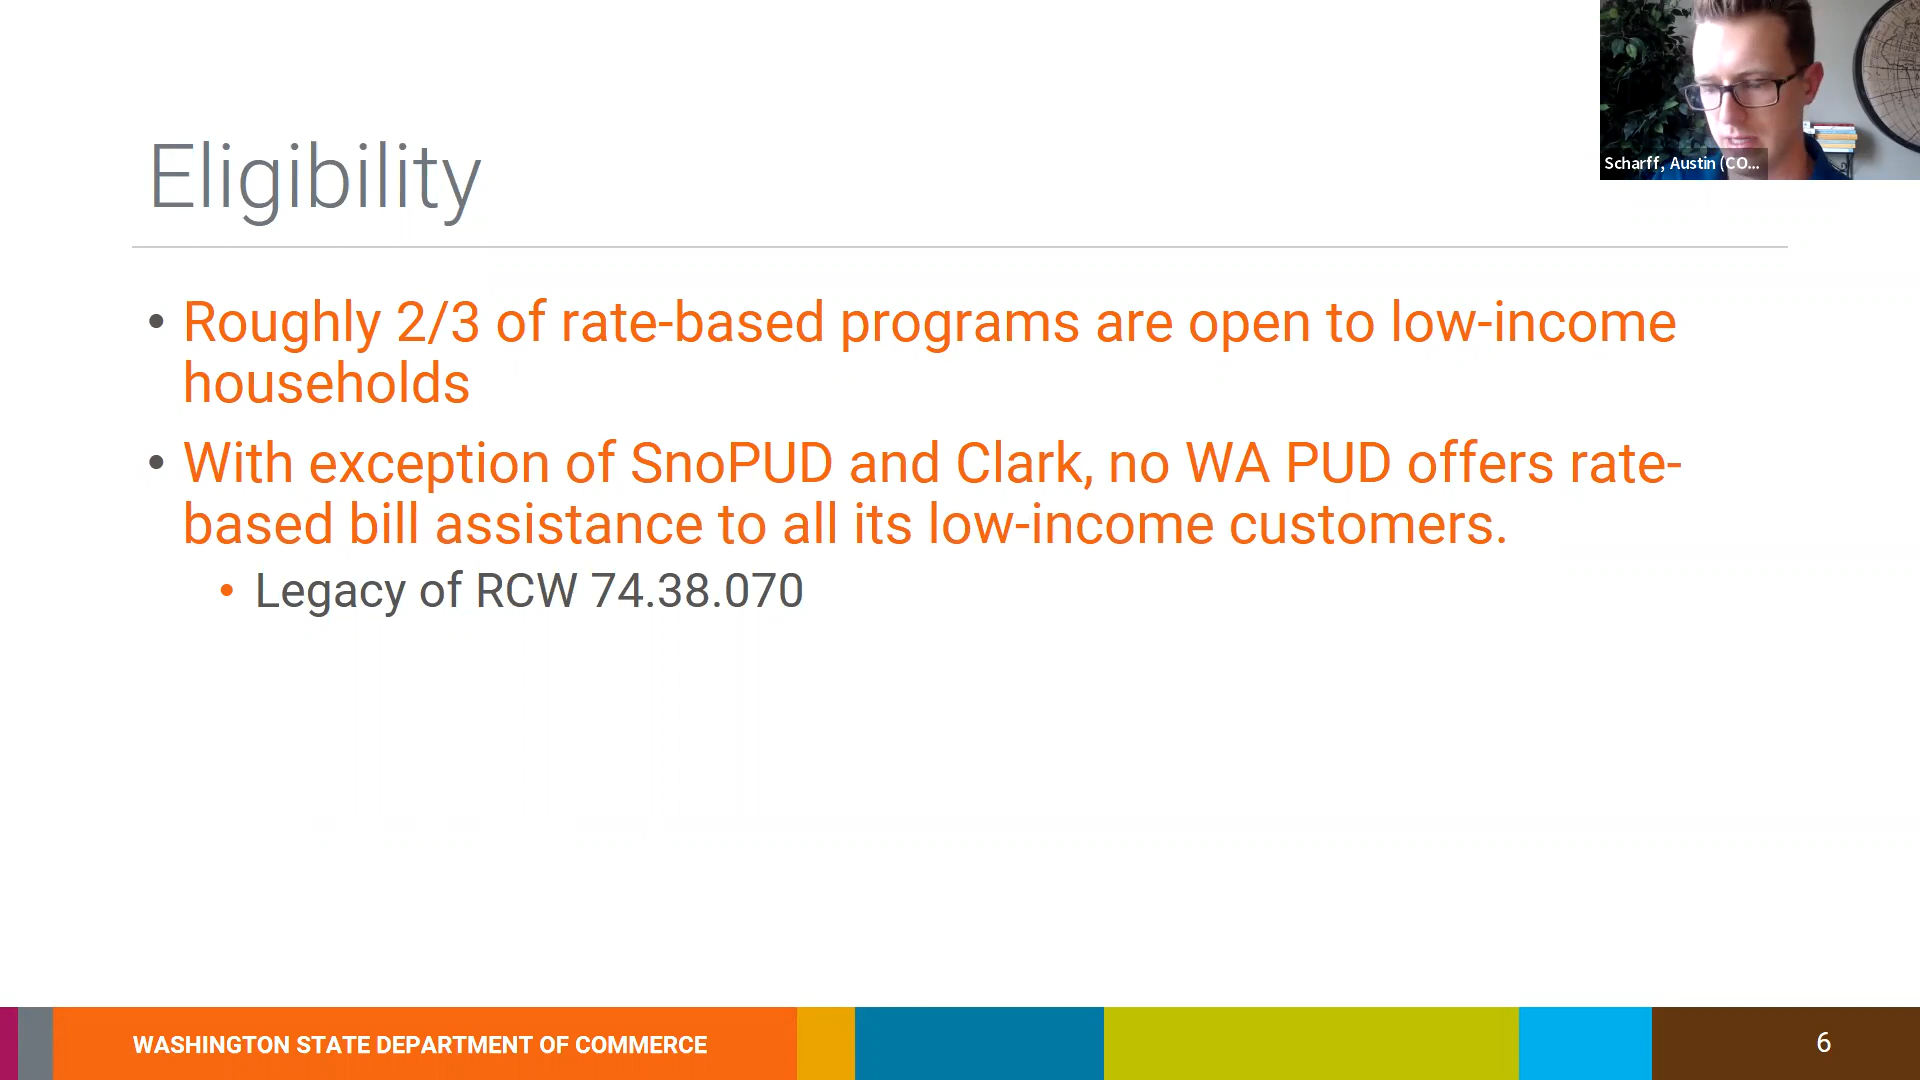 Scharff, Austin (CO...
Eligibility
• Roughly 2/3 of rate-based programs are open to low-income
households
• With exception of SnoPUD and Clark, no WA PUD offers rate-
based bill assistance to all its low-income customers.
• Legacy of RCW 74.38.070
WASHINGTON STATE DEPARTMENT OF COMMERCE
6